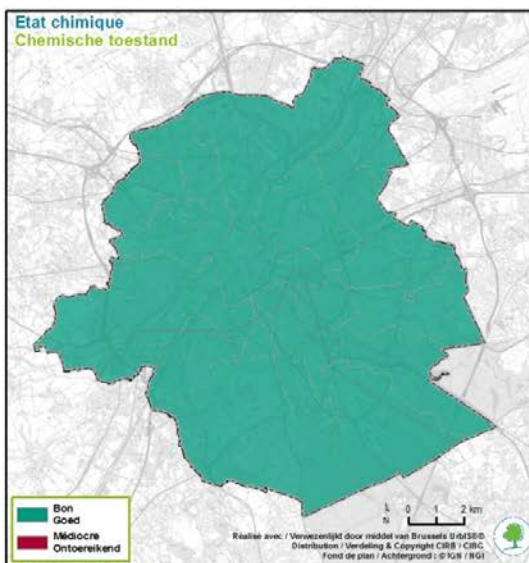 Etat chimique
Chemische toestand
Bon
Goed
Médiocre
Ontoereikend
N
0 1 2 km
Réalisé avec / Verwezenlijkt door middel van Brussels UrbIS®©
Distribution / Verdeling & Copyright CIRB / CIBG
Fond de plan / Achtergrond : © IGN / NGI